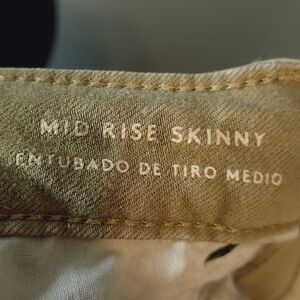 MID RISE SKINNY
ENTUBADO DE TIRO MEDIO